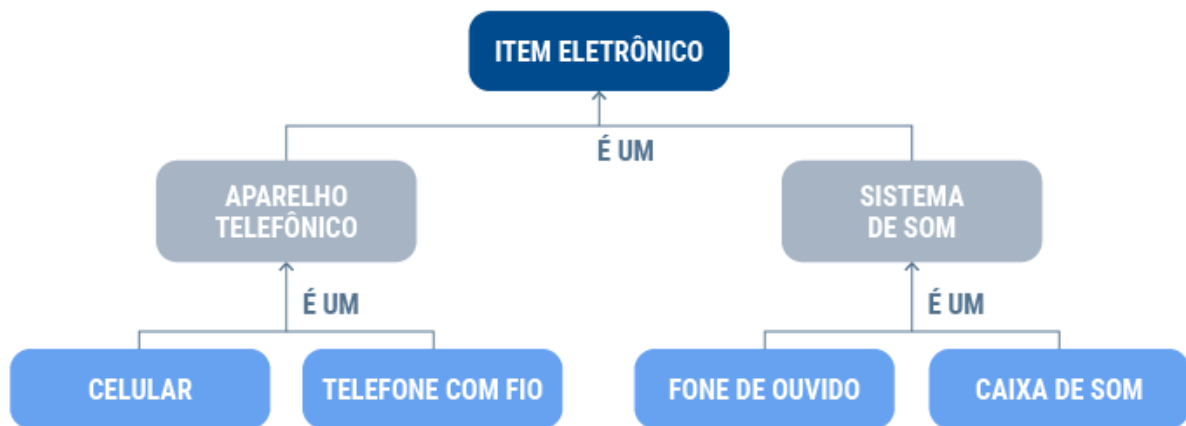 ITEM ELETRÔNICO
É UM
APARELHO
TELEFÔNICO
SISTEMA
DE SOM
É UM
É UM
CELULAR
TELEFONE COM FIO
FONE DE OUVIDO
CAIXA DE SOM